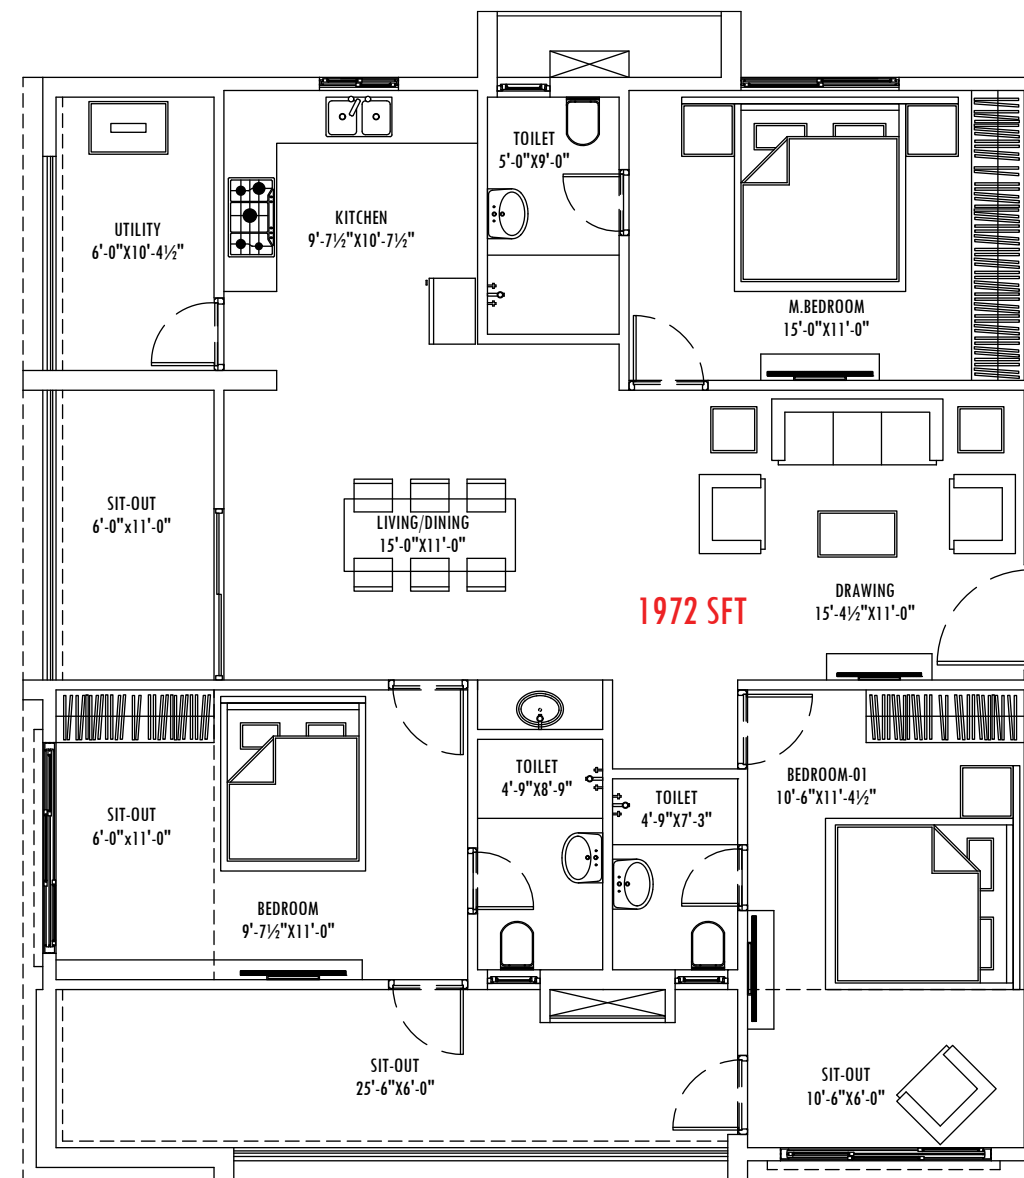 TOILET
5'-0"X9'-0"
UTILITY
6'-0"X10'-4½"
KITCHEN
9'-7½"X10'-7½"
M.BEDROOM
15'-0"X11'-0"
SIT-OUT
6'-0"x11'-0"
LIVING/DINING
15'-0"X11'-0"
DRAWING
15'-4½"X11'-0"
1972 SFT
TOILET
4'-9"X8'-9"
BEDROOM-01
10'-6"X11'-4½"
TOILET
4'-9"X7'-3"
SIT-OUT
6'-0"x11'-0"
BEDROOM
9'-7½"X11'-0"
SIT-OUT
25'-6"X6'-0"
SIT-OUT
10'-6"X6'-0"